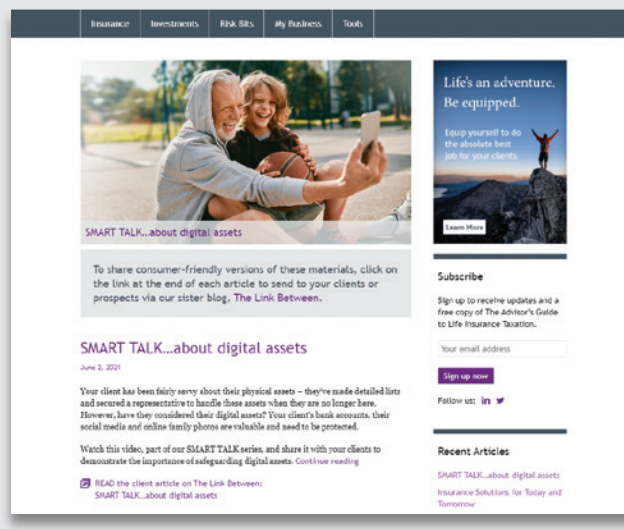 Insurance
Investments
Risk Bits
My Business
Tools
SMART TALK...about digital assets
To share consumer-friendly versions of these materials, click on
the link at the end of each article to send to your clients or
prospects via our sister blog, The Link Between.
SMART TALK...about digital assets
June 2, 2021
Your client has been fairly savvy about their physical assets – they've made detailed lists
and secured a representative to handle these assets when they are no longer here.
However, have they considered their digital assets? Your client's bank accounts, their
social media and online family photos are valuable and need to be protected.
Watch this video, part of our SMART TALK series, and share it with your clients to
demonstrate the importance of safeguarding digital assets. Continue reading
READ the client article on The Link Between:
SMART TALK...about digital assets
Life's an adventure.
Be equipped.
Equip yourself to do
the absolute best
job for your clients
Learn More
Subscribe
Sign up to receive updates and a
free copy of The Advisor's Guide
to Life Insurance Taxation.
Your email address
Sign up now
Follow us: in
Recent Articles
SMART TALK...about digital assets
Insurance Solutions for Today and
Tomorrow